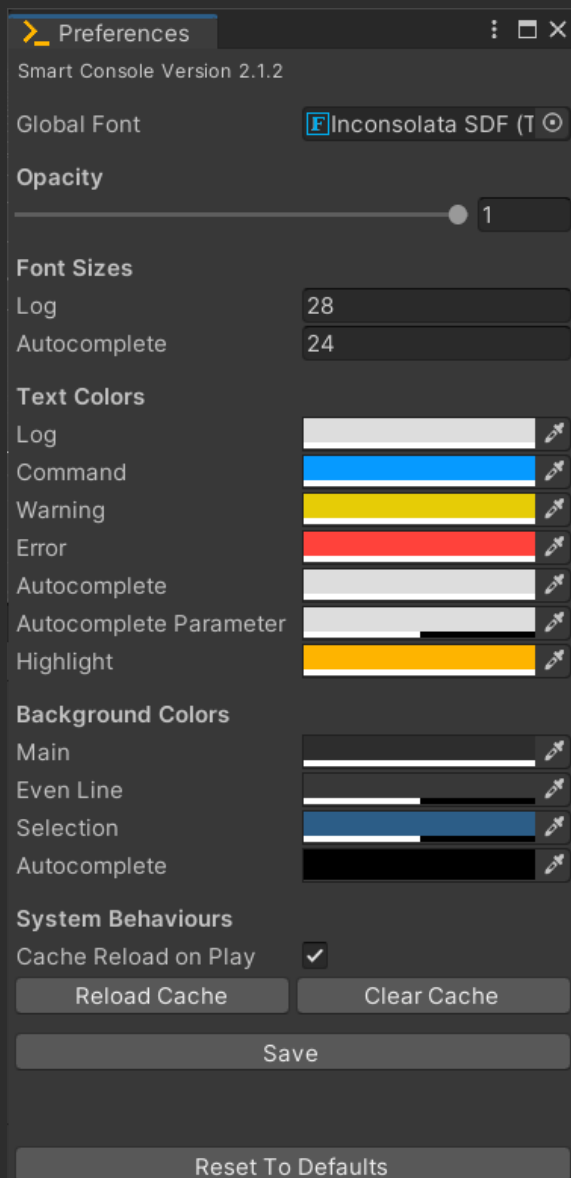 Preferences
Smart Console Version 2.1.2
Global Font Inconsolata SDF (T
Opacity
1
Font Sizes
Log 28
Autocomplete 24
Text Colors
Log
Command
Warning
Error
Autocomplete
Autocomplete Parameter
Highlight
Background Colors
Main
Even Line
Selection
Autocomplete
System Behaviours
Cache Reload on Play
Reload Cache Clear Cache
Save
Reset To Defaults